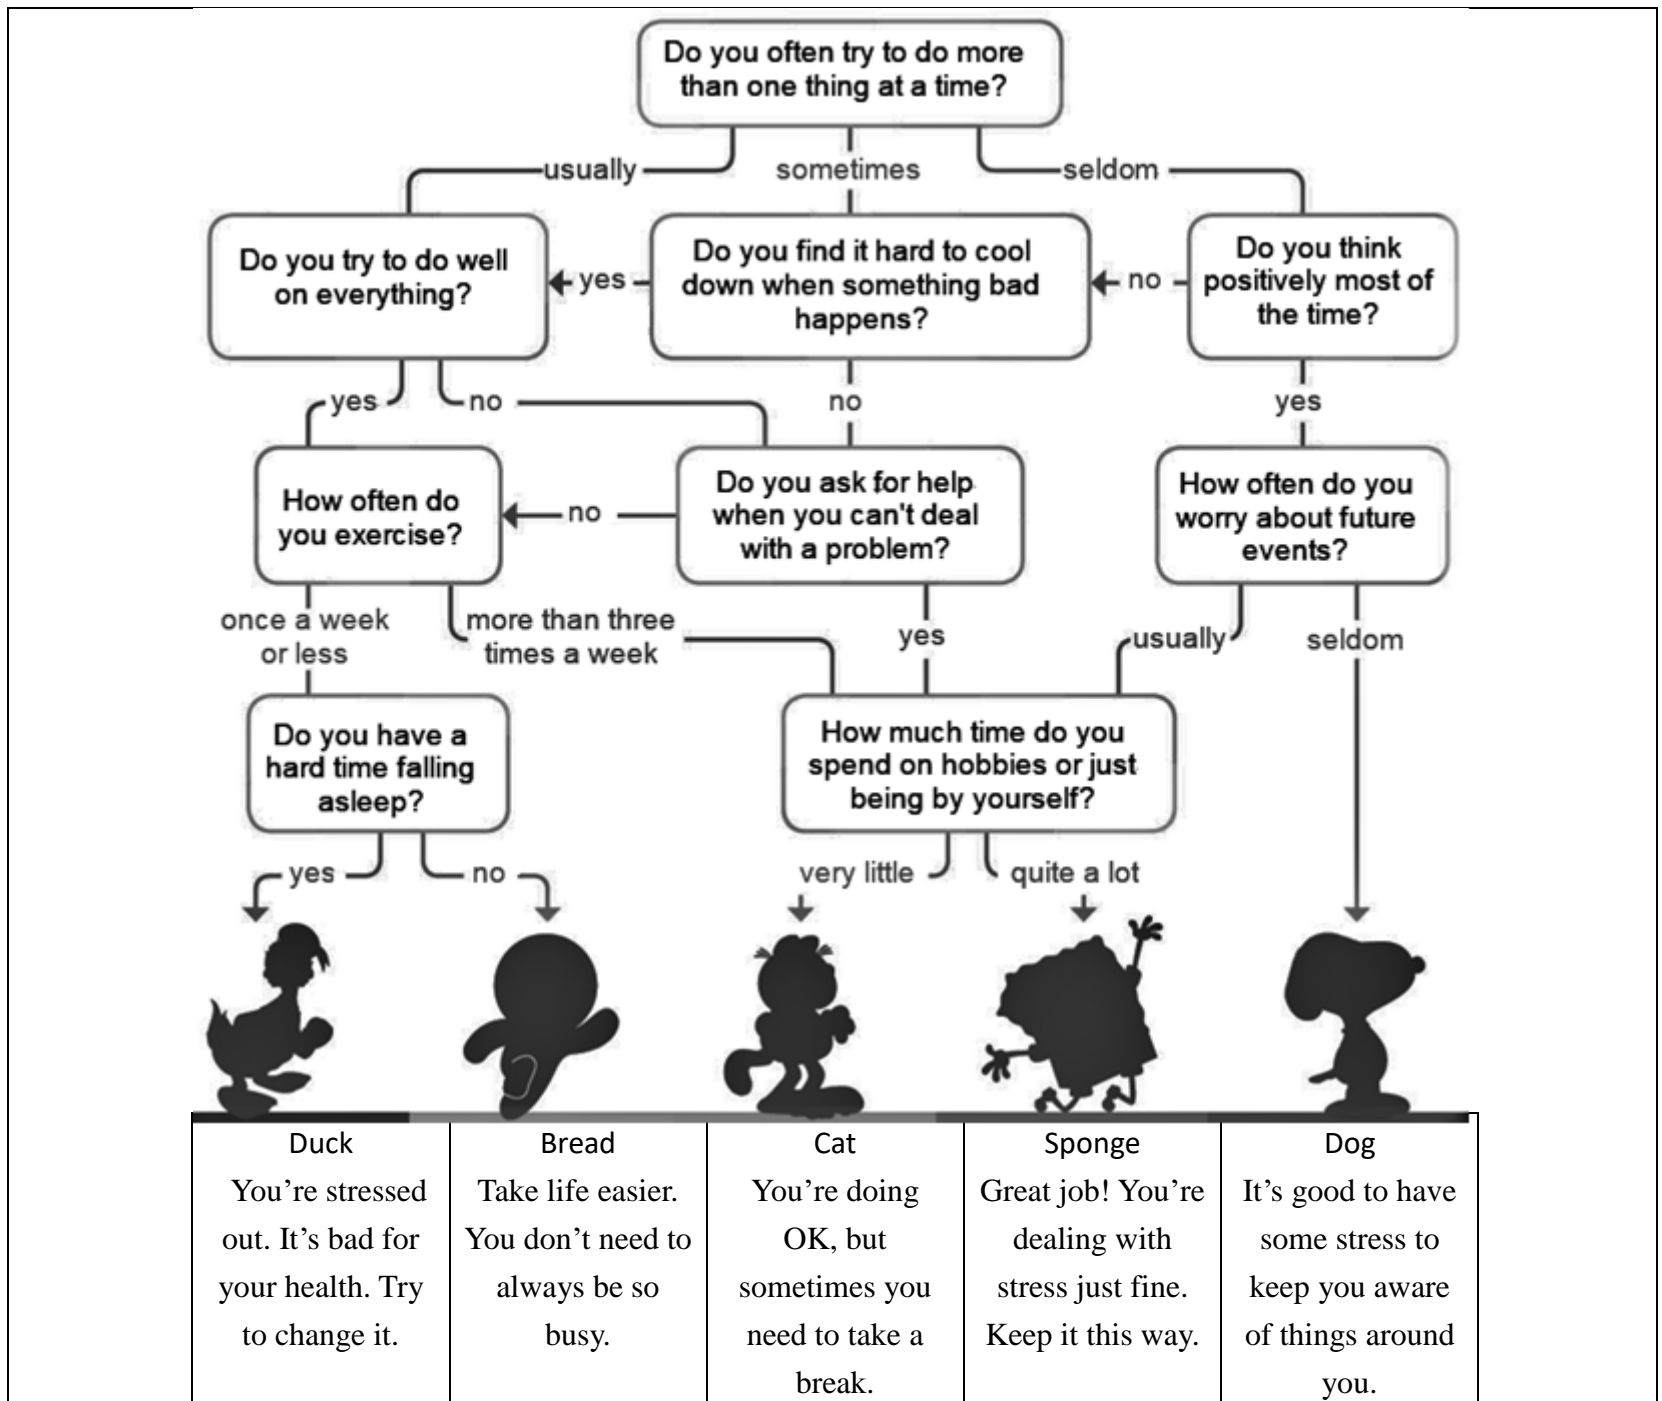 Do you often try to do more
than one thing at a time?
usually
sometimes
seldom
Do you try to do well
on everything?
yes
Do you find it hard to cool
down when something bad
happens?
no
Do you think
positively most of
the time?
yes
no
no
yes
How often do
you exercise?
no
Do you ask for help
when you can't deal
with a problem?
How often do you
worry about future
events?
once a week
or less
more than three
times a week
yes
usually
seldom
Do you have a
hard time falling
asleep?
How much time do you
spend on hobbies or just
being by yourself?
yes
no
very little
quite a lot
Duck
You’re stressed
out. It’s bad for
your health. Try
to change it.
Bread
Take life easier.
You don’t need to
always be so
busy.
Cat
You’re doing
OK, but
sometimes you
need to take a
break.
Sponge
Great job! You’re
dealing with
stress just fine.
Keep it this way.
Dog
It’s good to have
some stress to
keep you aware
of things around
you.